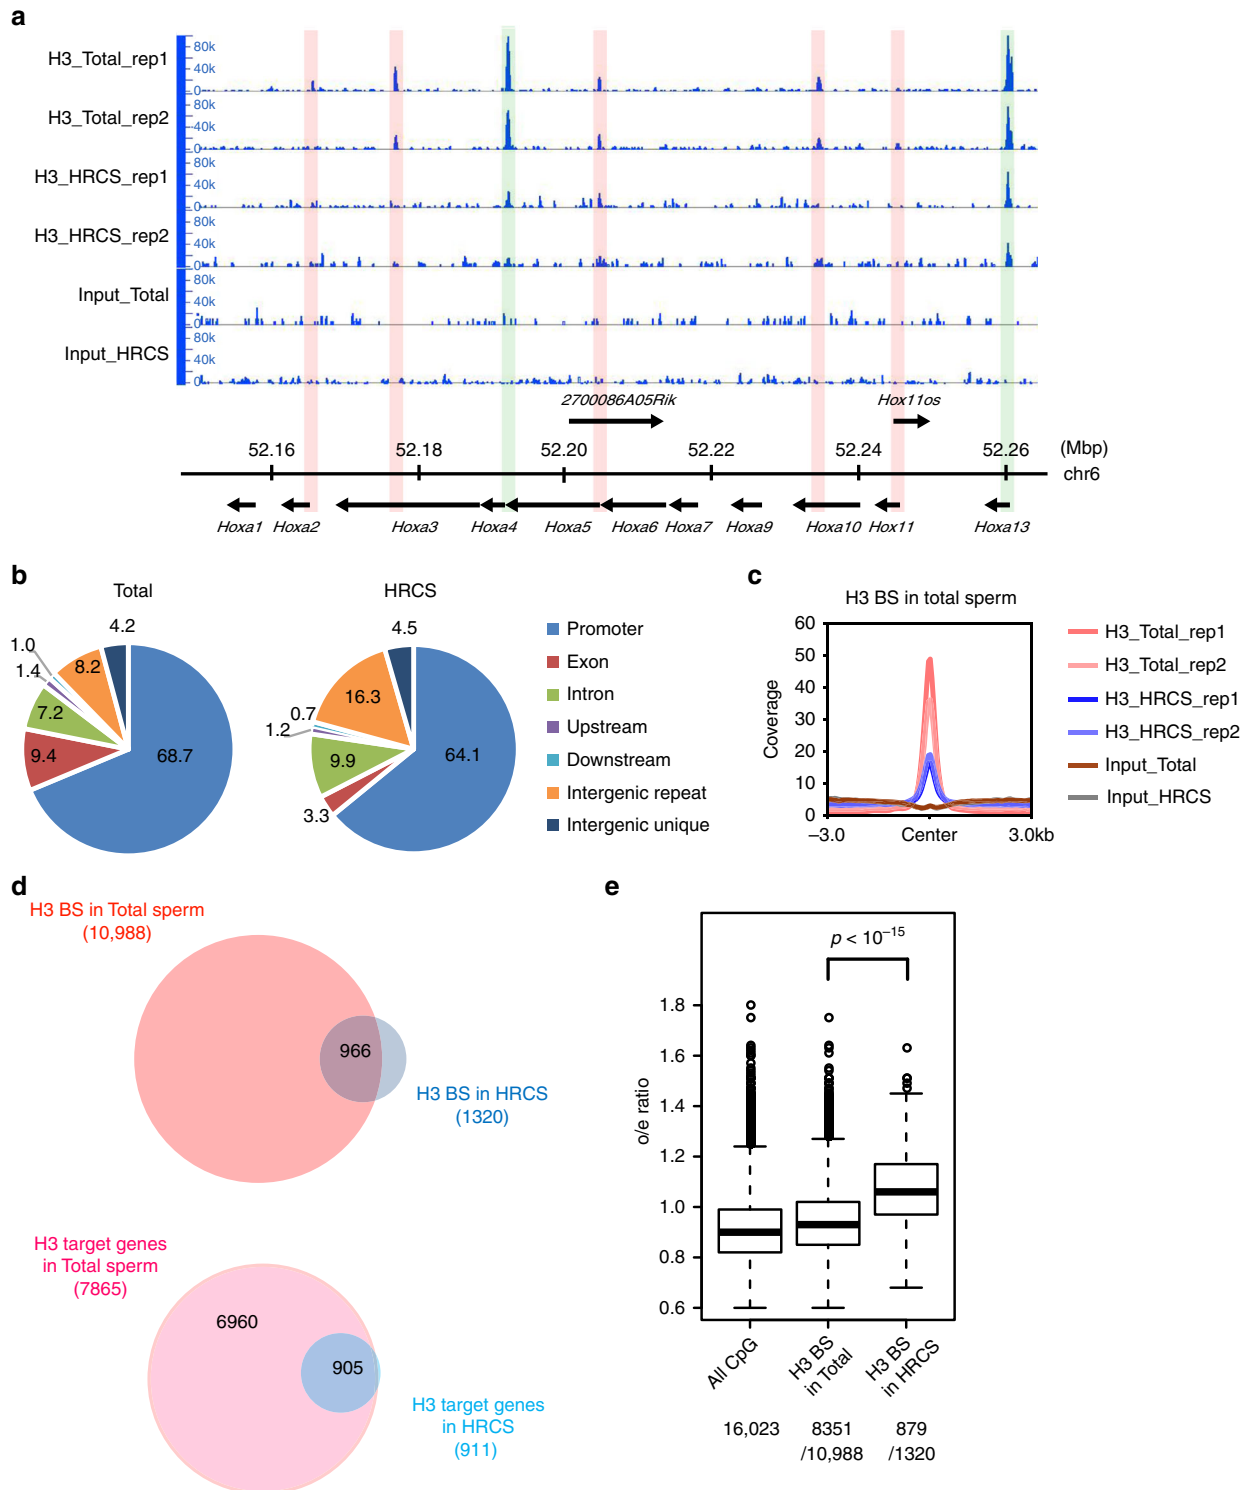 a
H3_Total_rep1
80k
40k
0
H3_Total_rep2
80k
40k
0
H3_HRCS_rep1
80k
40k
0
H3_HRCS_rep2
80k
40k
0
Input_Total
80k
40k
0
Input_HRCS
80k
40k
0
2700086A05Rik
Hox11os
52.16
52.18
52.20
52.22
52.24
52.26
(Mbp)
chr6
Hoxa1
Hoxa2
Hoxa3
Hoxa4
Hoxa5
Hoxa6
Hoxa7
Hoxa9
Hoxa10
Hox11
Hoxa13
b
Total
4.2
1.0
8.2
1.4
7.2
9.4
68.7
HRCS
4.5
16.3
0.7
1.2
9.9
3.3
64.1
Promoter
Exon
Intron
Upstream
Downstream
Intergenic repeat
Intergenic unique
c
H3 BS in total sperm
Coverage
60
50
40
30
20
10
0
–3.0
Center
3.0kb
H3_Total_rep1
H3_Total_rep2
H3_HRCS_rep1
H3_HRCS_rep2
Input_Total
Input_HRCS
d
H3 BS in Total sperm
(10,988)
966
H3 BS in HRCS
(1320)
H3 target genes
in Total sperm
(7865)
6960
905
H3 target genes
in HRCS
(911)
e
p < 10–15
o/e ratio
1.8
1.6
1.4
1.2
1.0
0.8
0.6
All CpG
H3 BS
in Total
H3 BS
in HRCS
16,023
8351
/10,988
879
/1320